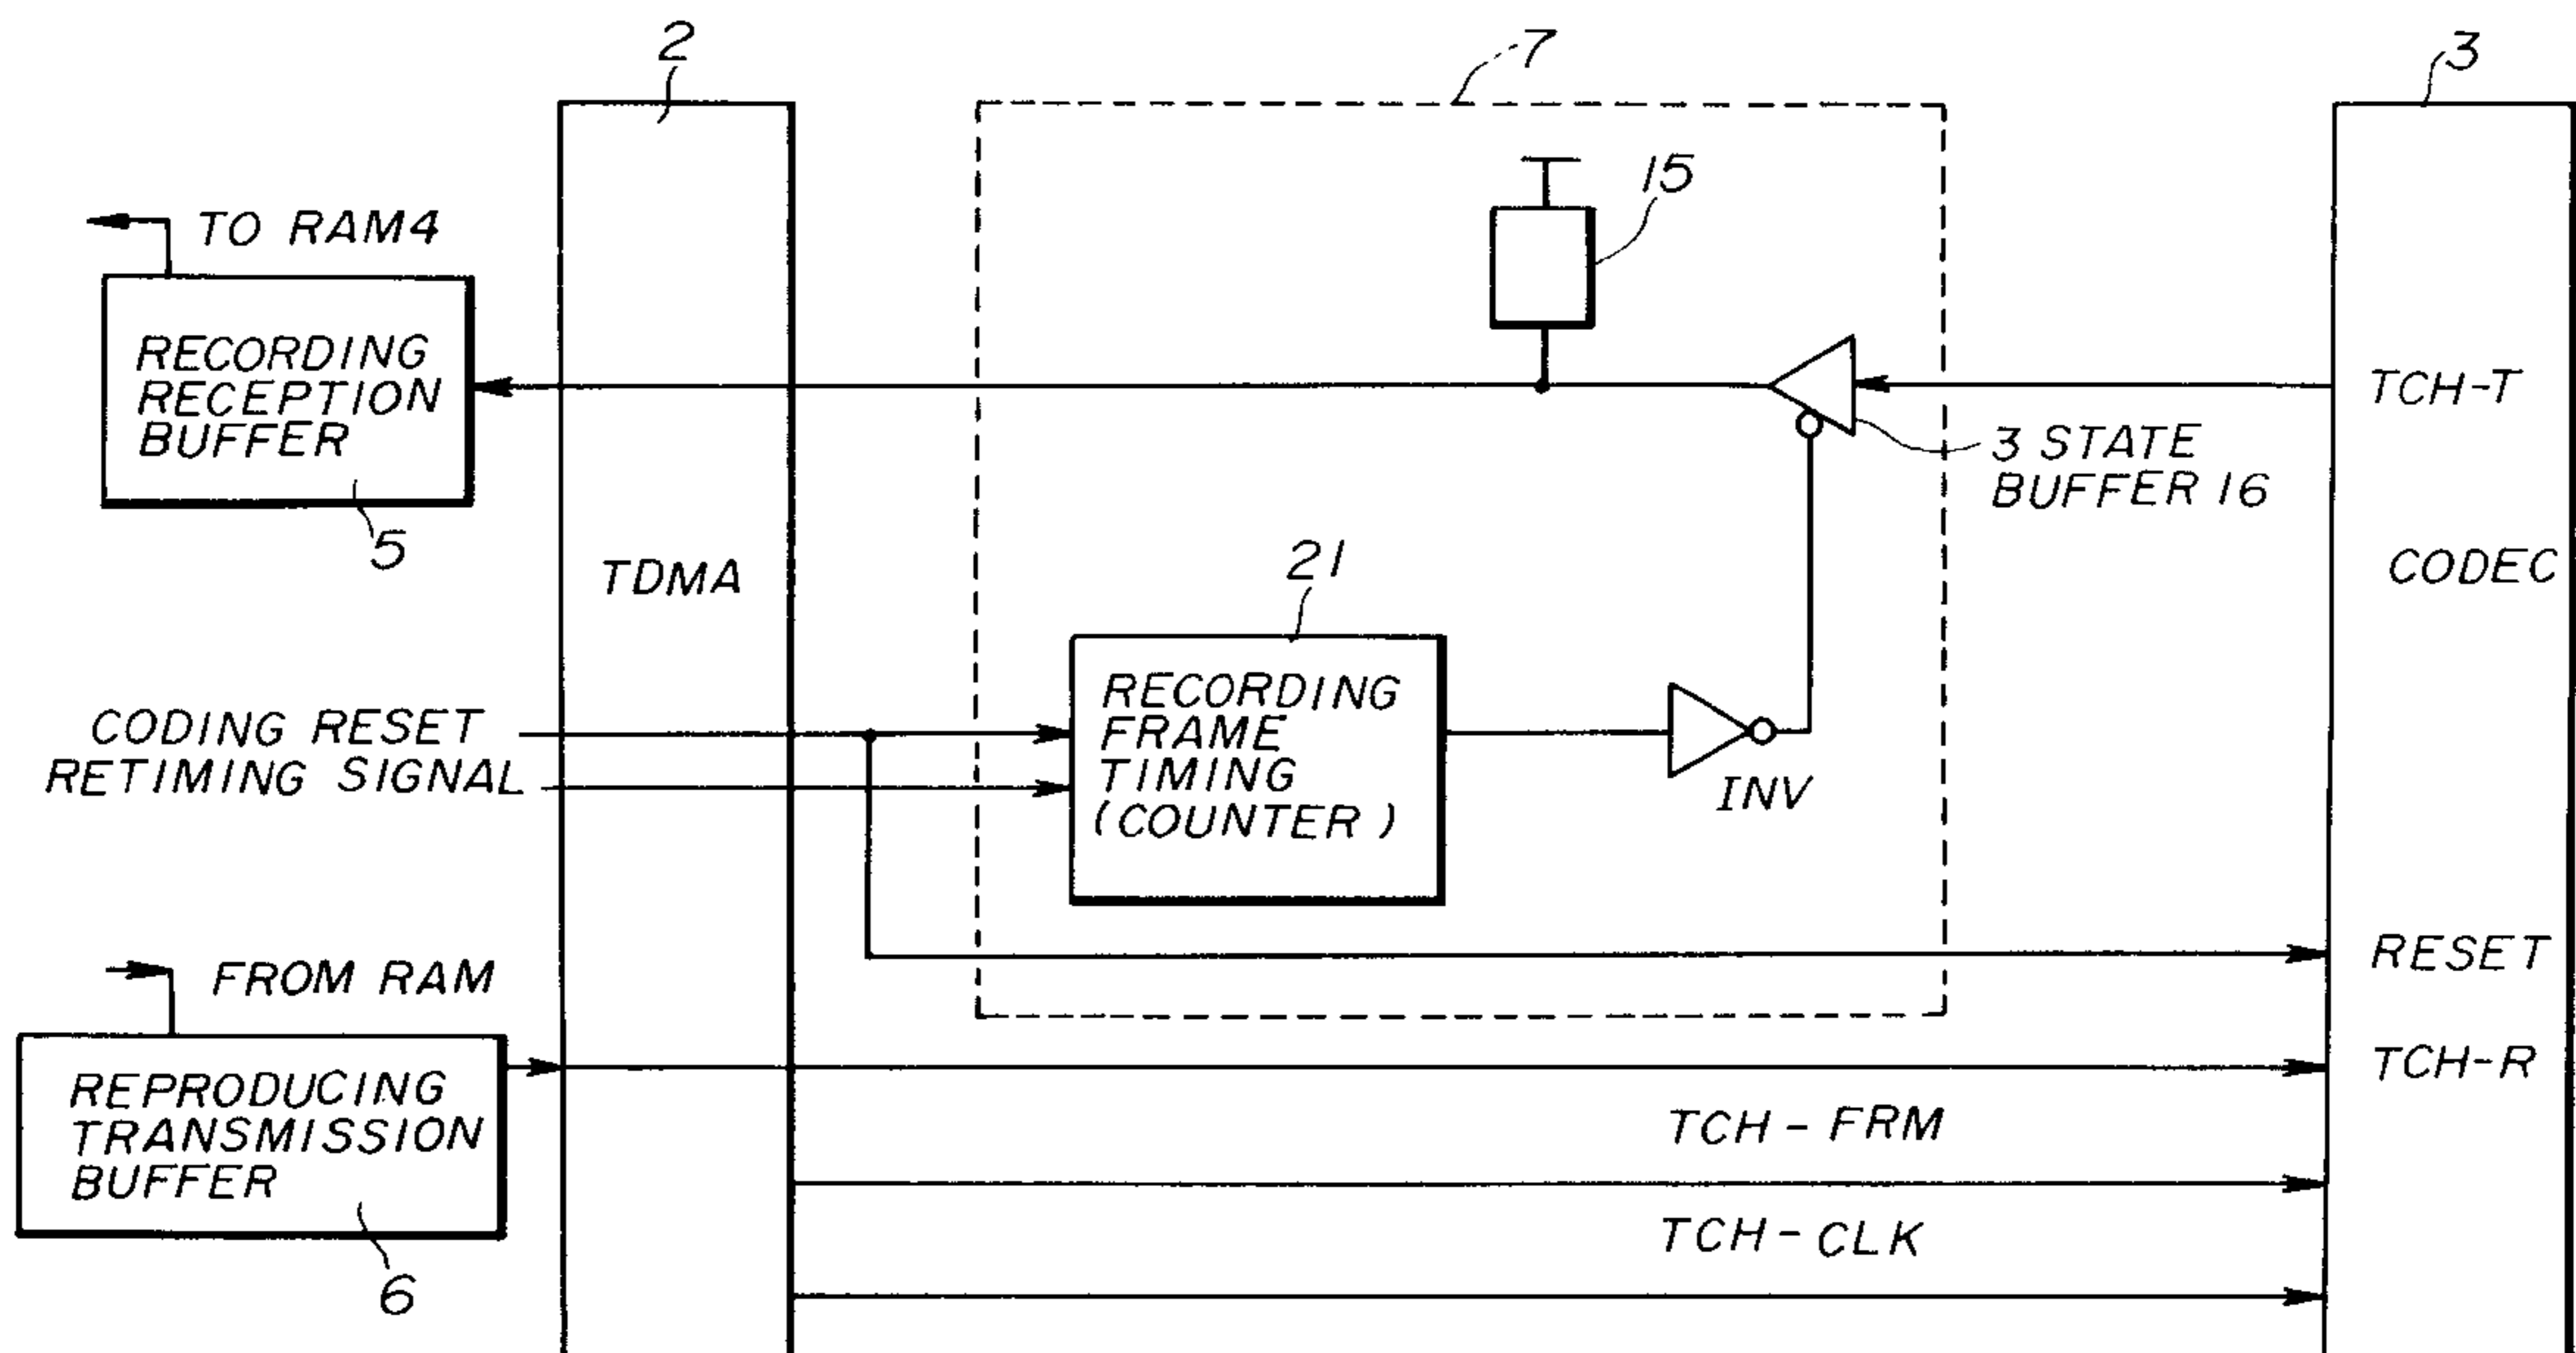 2
7
3
15
TO RAM4
RECORDING
RECEPTION
BUFFER
5
TCH-T
3 STATE
BUFFER 16
TDMA
CODEC
21
RECORDING
FRAME
TIMING
(COUNTER)
INV
CODING RESET
RETIMING SIGNAL
RESET
FROM RAM
TCH-R
REPRODUCING
TRANSMISSION
BUFFER
6
TCH-FRM
TCH-CLK